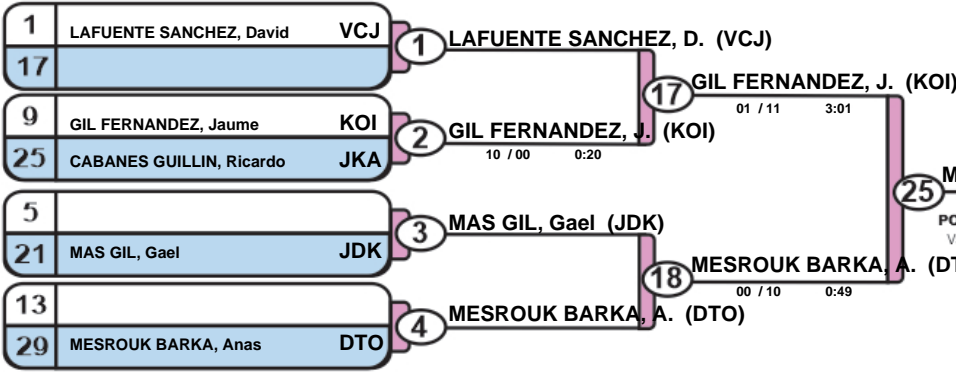 1 LAFUENTE SANCHEZ, David VCJ
17
1 LAFUENTE SANCHEZ, D. (VCJ)
17 GIL FERNANDEZ, J. (KOI)
01 / 11 3:01
9 GIL FERNANDEZ, Jaume KOI
25 CABANES GUILLIN, Ricardo JKA
2 GIL FERNANDEZ, J. (KOI)
10 / 00 0:20
25 M
PO
V
5
21 MAS GIL, Gael JDK
3 MAS GIL, Gael (JDK)
18 MESROUK BARKA, A. (DT
00 / 10 0:49
13
29 MESROUK BARKA, Anas DTO
4 MESROUK BARKA, A. (DTO)